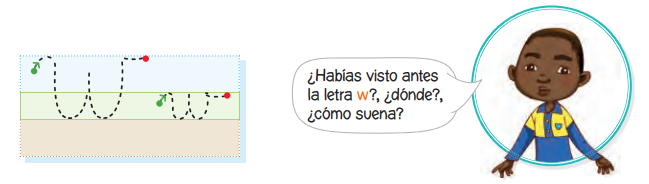 ¿Habías visto antes
la letra w?, ¿dónde?,
¿cómo suena?